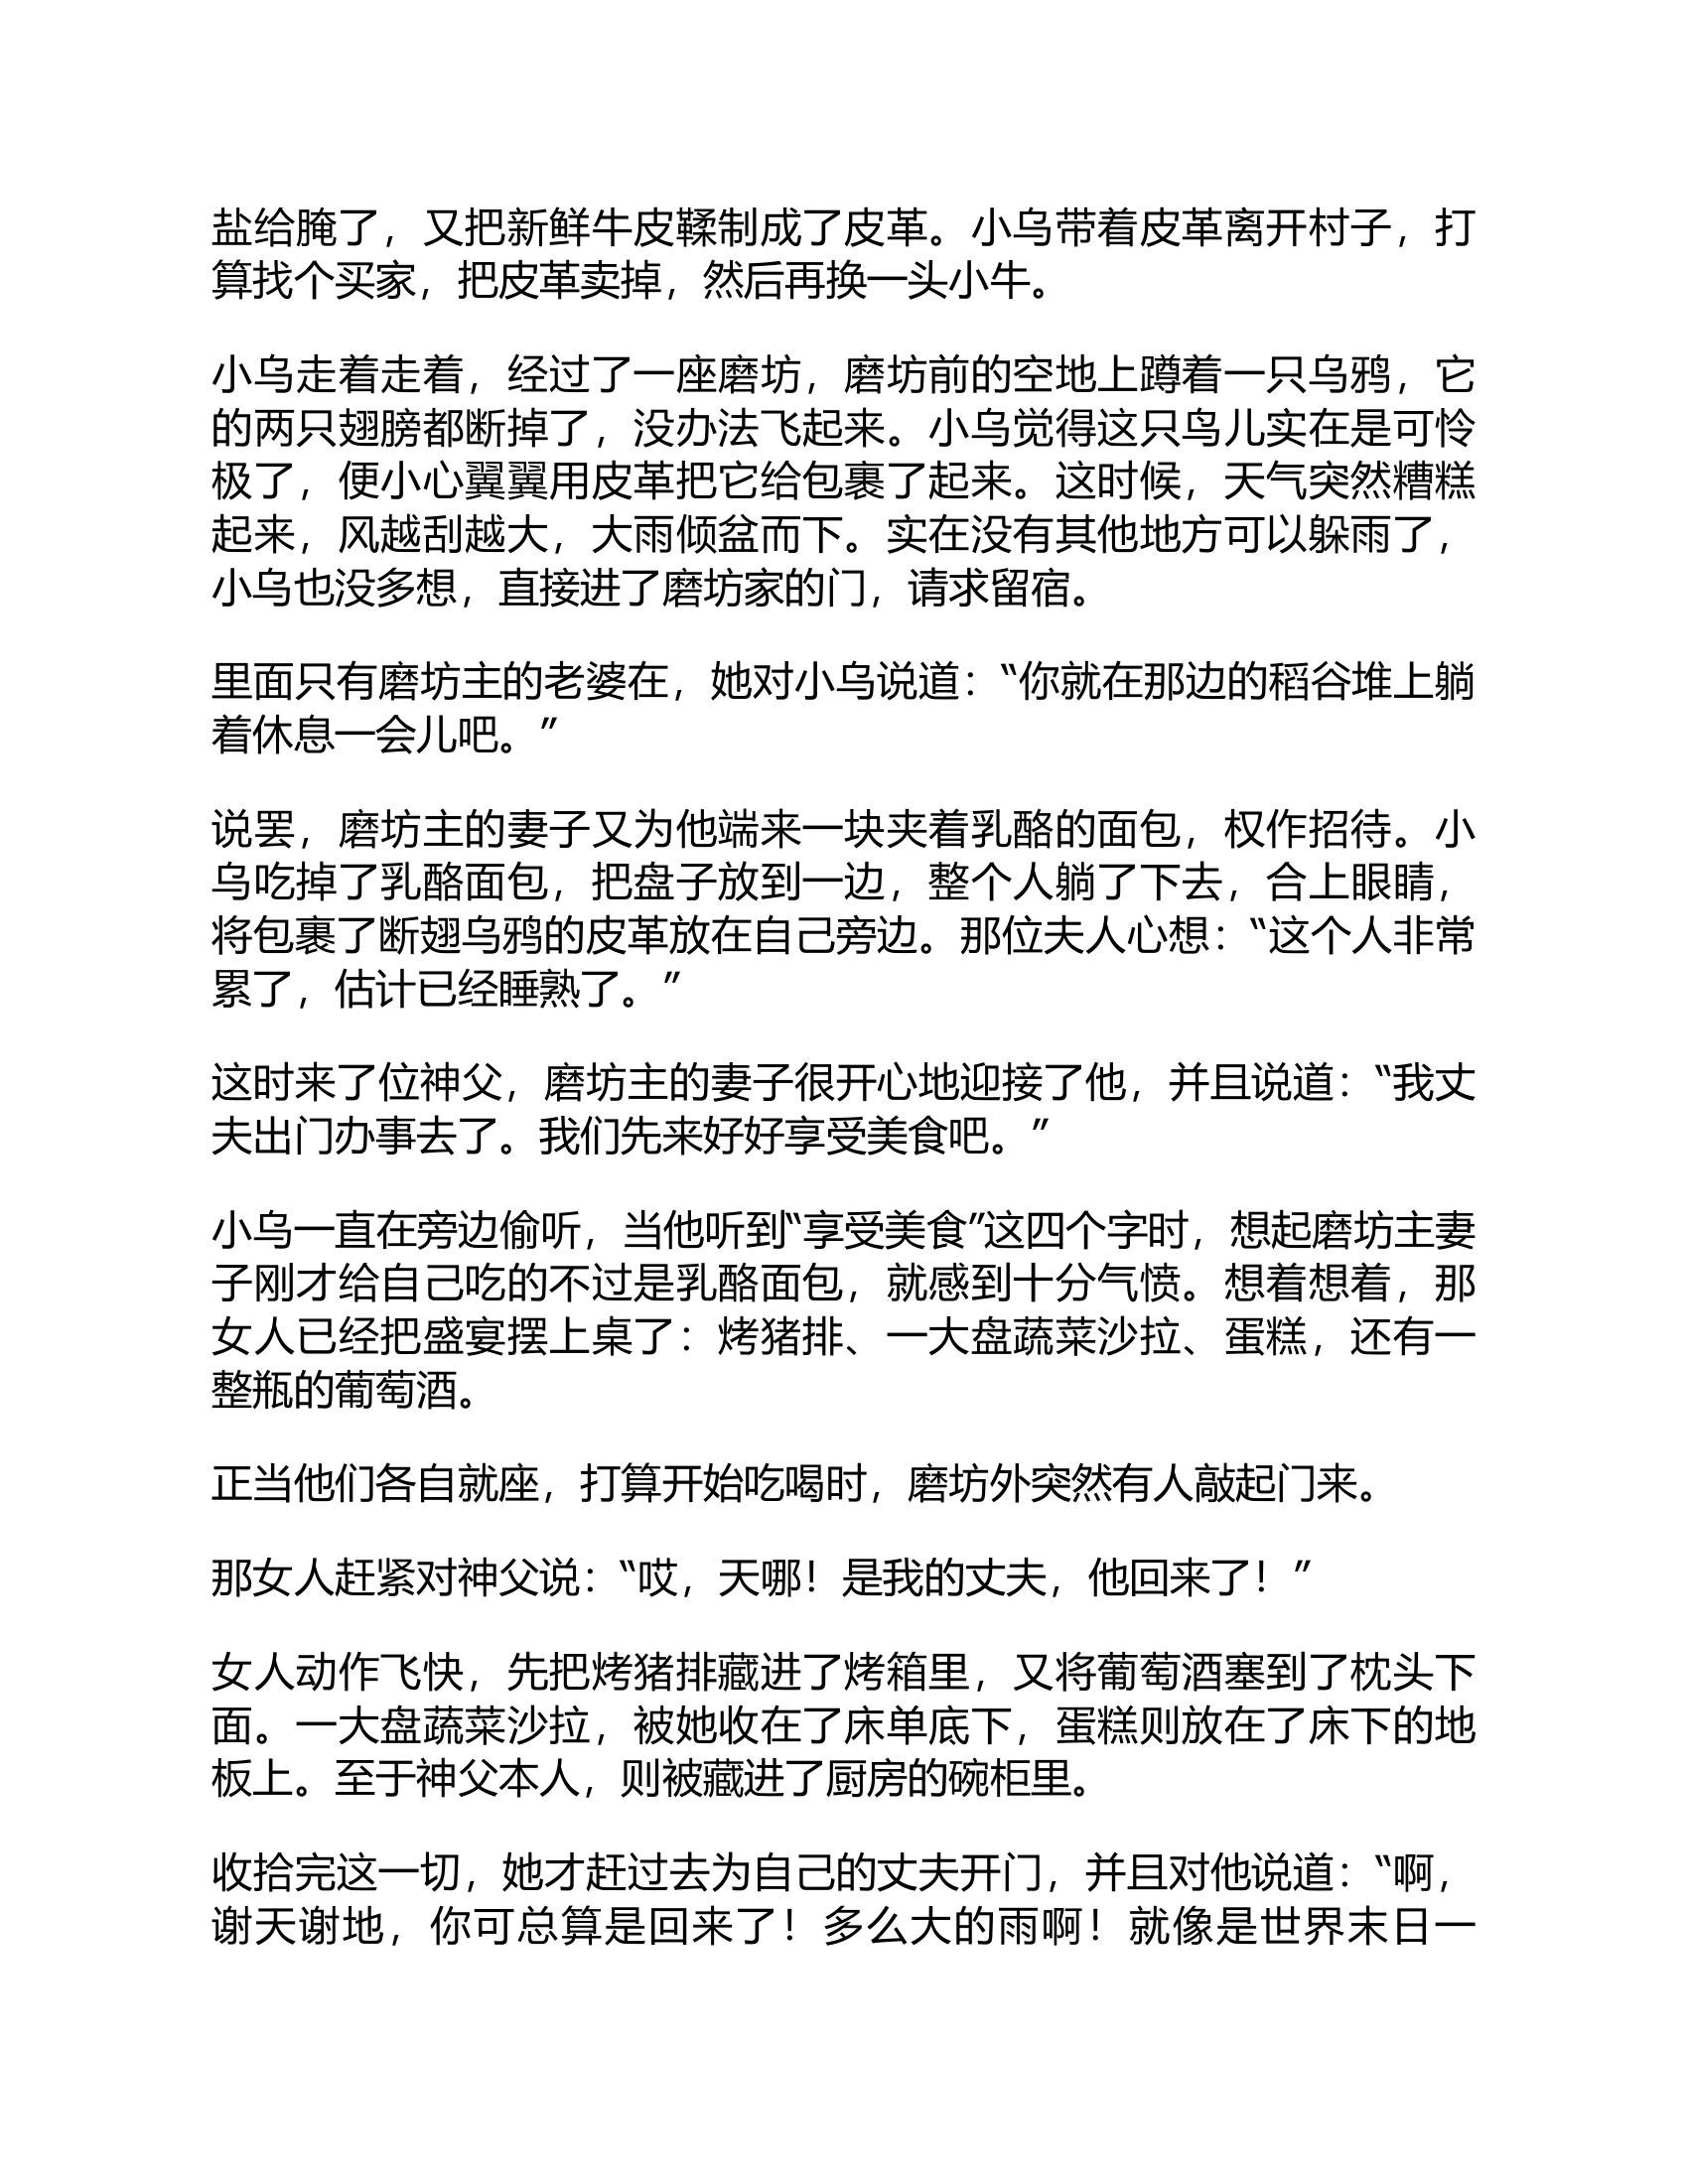 盐给腌了，又把新鲜牛皮鞣制成了皮革。小乌带着皮革离开村子，打
算找个买家，把皮革卖掉，然后再换一头小牛。
小乌走着走着，经过了一座磨坊，磨坊前的空地上蹲着一只乌鸦，它
的两只翅膀都断掉了，没办法飞起来。小乌觉得这只鸟儿实在是可怜
极了，便小心翼翼用皮革把它给包裹了起来。这时候，天气突然糟糕
起来，风越刮越大，大雨倾盆而下。实在没有其他地方可以躲雨了，
小乌也没多想，直接进了磨坊家的门，请求留宿。
里面只有磨坊主的老婆在，她对小乌说道：“你就在那边的稻谷堆上躺
着休息一会儿吧。”
说罢，磨坊主的妻子又为他端来一块夹着乳酪的面包，权作招待。小
乌吃掉了乳酪面包，把盘子放到一边，整个人躺了下去，合上眼睛，
将包裹了断翅乌鸦的皮革放在自己旁边。那位夫人心想：“这个人非常
累了，估计已经睡熟了。”
这时来了位神父，磨坊主的妻子很开心地迎接了他，并且说道：“我丈
夫出门办事去了。我们先来好好享受美食吧。”
小乌一直在旁边偷听，当他听到“享受美食”这四个字时，想起磨坊主妻
子刚才给自己吃的不过是乳酪面包，就感到十分气愤。想着想着，那
女人已经把盛宴摆上桌了：烤猪排、一大盘蔬菜沙拉、蛋糕，还有一
整瓶的葡萄酒。
正当他们各自就座，打算开始吃喝时，磨坊外突然有人敲起门来。
那女人赶紧对神父说：“哎，天哪！是我的丈夫，他回来了！”
女人动作飞快，先把烤猪排藏进了烤箱里，又将葡萄酒塞到了枕头下
面。一大盘蔬菜沙拉，被她收在了床单底下，蛋糕则放在了床下的地
板上。至于神父本人，则被藏进了厨房的碗柜里。
收拾完这一切，她才赶过去为自己的丈夫开门，并且对他说道：“啊，
谢天谢地，你可总算是回来了！多么大的雨啊！就像是世界末日一